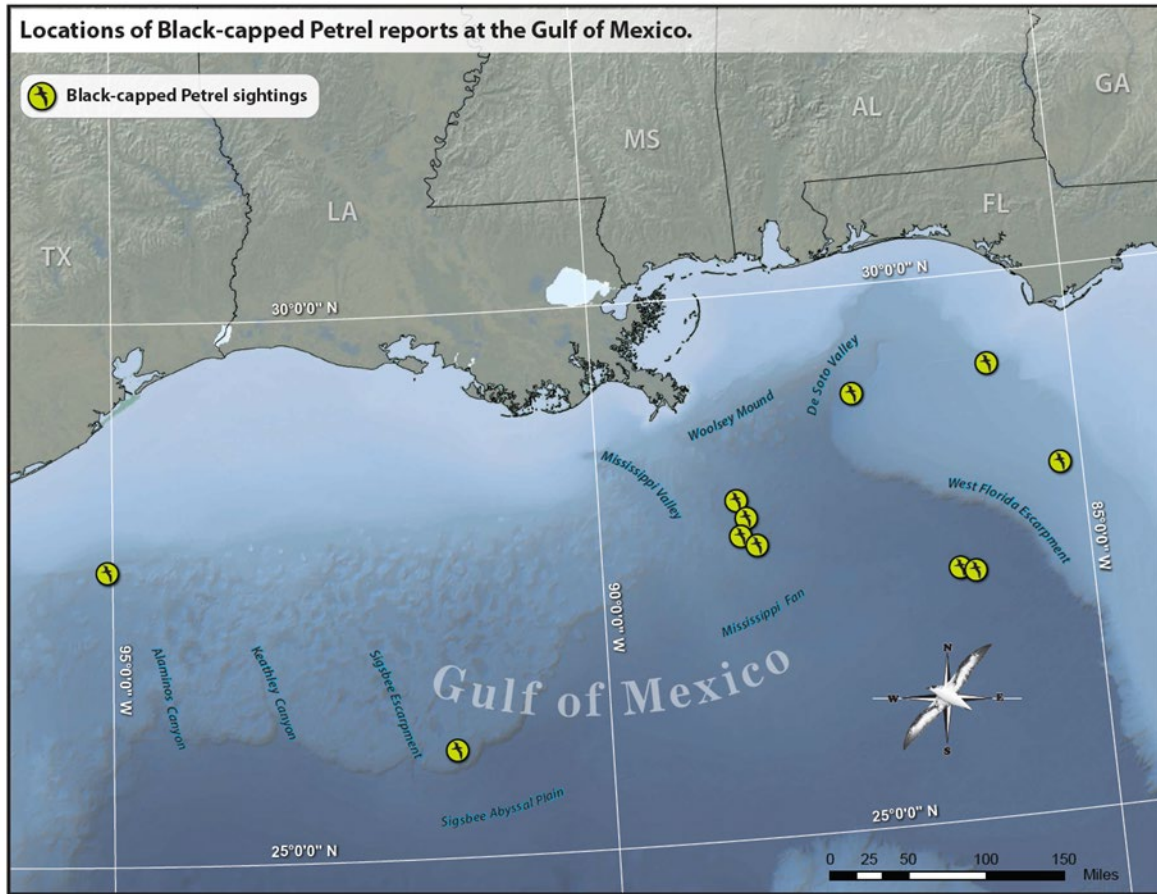 Locations of Black-capped Petrel reports at the Gulf of Mexico.
Black-capped Petrel sightings
GA
AL
MS
LA
FL
TX
30°0'0" N
30°0'0" N
De Soto Valley
Woolsey Mound
Mississippi Valley
West Florida Escarpment
85°0'0" W
90°0'0" W
Mississippi Fan
95°0'0" W
Alaminos Canyon
Keathley Canyon
Sigsbee Escarpment
Gulf of Mexico
N
W
E
S
Sigsbee Abyssal Plain
25°0'0" N
25°0'0" N
0 25 50 100 150
Miles